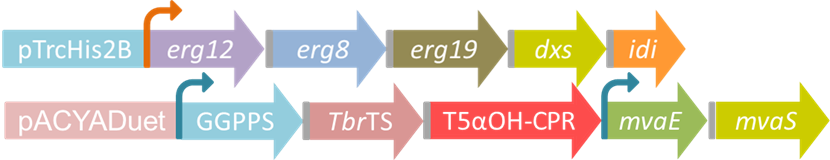 pTrcHis2B erg12 erg8 erg19 dxs idi
pACYADuet GGPPS TbrTS T5αOH-CPR mvaE mvaS